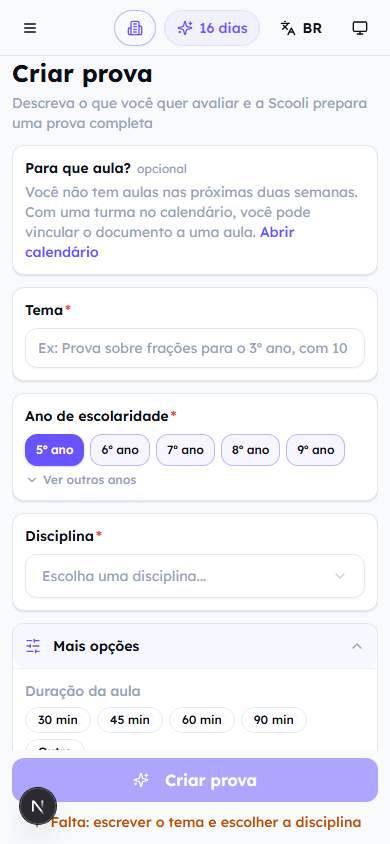 16 dias
BR
Criar prova
Descreva o que você quer avaliar e a Scooli prepara
uma prova completa
Para que aula? opcional
Você não tem aulas nas próximas duas semanas.
Com uma turma no calendário, você pode
vincular o documento a uma aula. Abrir
calendário
Tema*
Ex: Prova sobre frações para o 3º ano, com 10
Ano de escolaridade*
5º ano
6º ano
7º ano
8º ano
9º ano
Ver outros anos
Disciplina*
Escolha uma disciplina...
Mais opções
Duração da aula
30 min
45 min
60 min
90 min
Outro
Criar prova
N
Falta: escrever o tema e escolher a disciplina